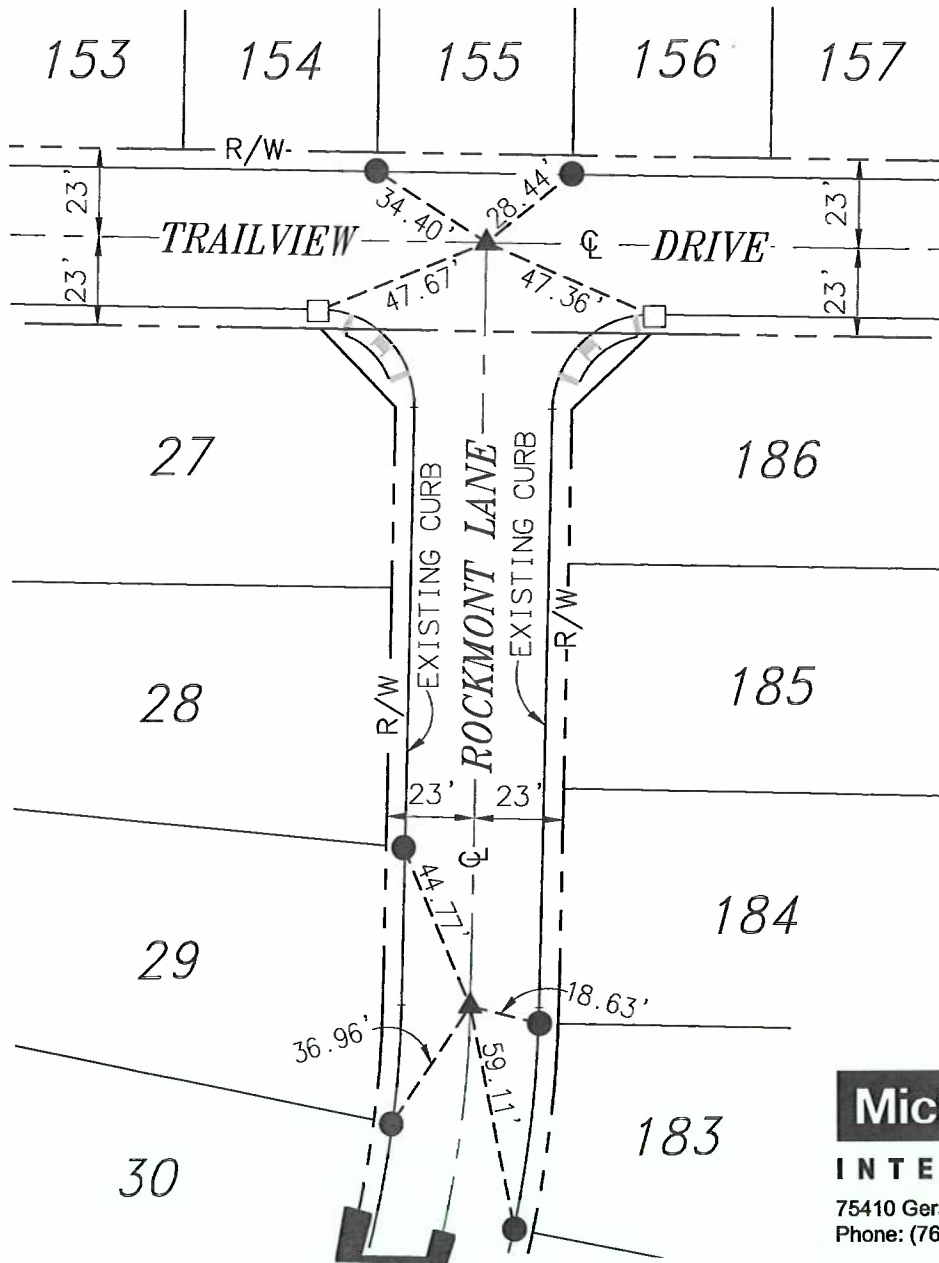 153 154 155 156 157
R/W
23' 34.40' 28.44' 23'
TRAILVIEW ℄ DRIVE
23' 47.67' 47.36' 23'
27 186
EXISTING CURB
ROCKMONT LANE
EXISTING CURB
R/W
28 185
R/W
23' 23'
℄
44.77'
184
29
18.63'
36.96'
59.11'
183
30
Mic
INTE
75410 Ger
Phone: (76